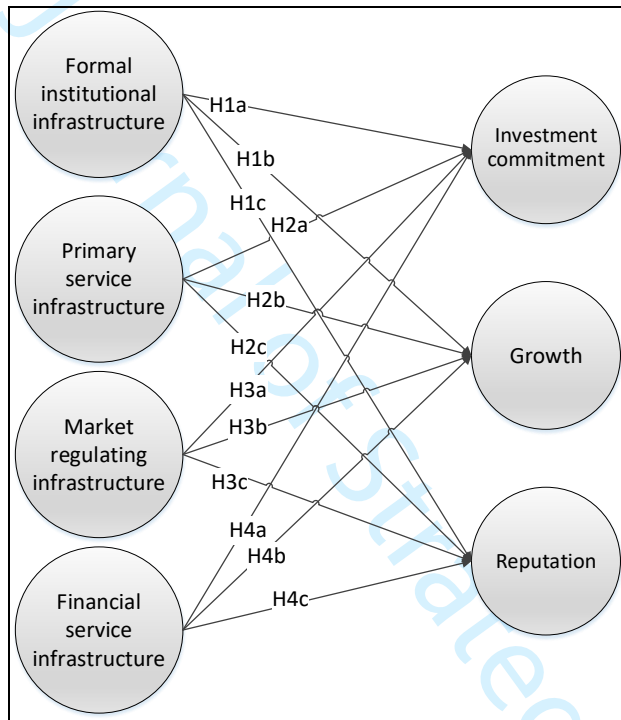 Formal
institutional
infrastructure
Primary
service
infrastructure
Market
regulating
infrastructure
Financial
service
infrastructure
H1a
H1b
H1c
H2a
H2b
H2c
H3a
H3b
H3c
H4a
H4b
H4c
Investment
commitment
Growth
Reputation